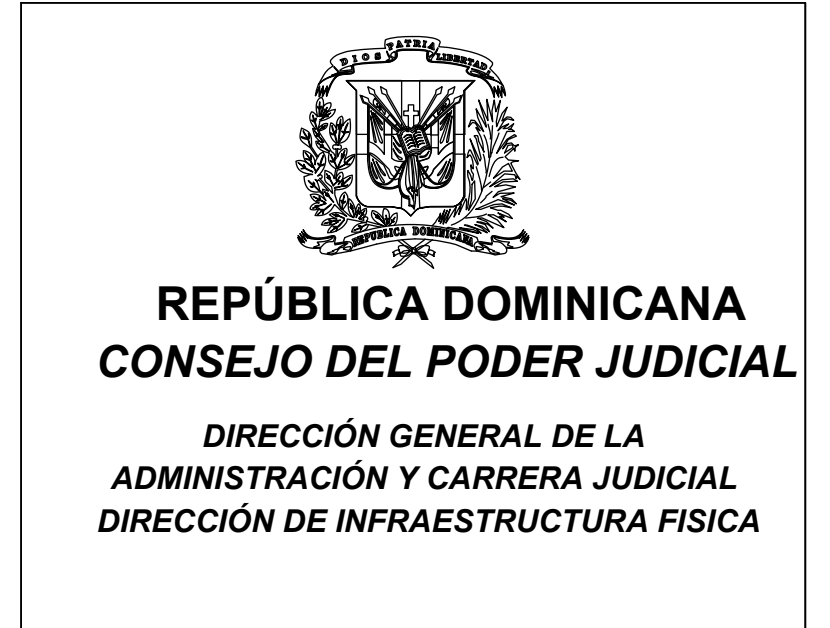 DIOS PATRIA LIBERTAD
REPUBLICA DOMINICANA
REPÚBLICA DOMINICANA
CONSEJO DEL PODER JUDICIAL
DIRECCIÓN GENERAL DE LA
ADMINISTRACIÓN Y CARRERA JUDICIAL
DIRECCIÓN DE INFRAESTRUCTURA FISICA